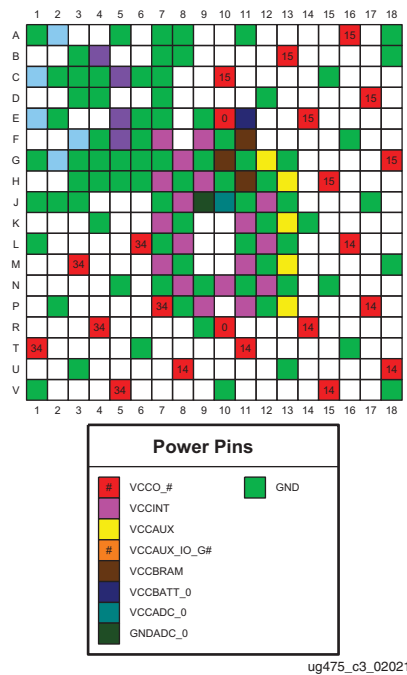 1 2 3 4 5 6 7 8 9 10 11 12 13 14 15 16 17 18
A 15 A
B 13 B
C 15 C
D 15 D
E 0 14 E
F F
G 15 G
H 15 H
J J
K K
L 34 14 L
M 34 M
N N
P 34 14 P
R 34 0 14 R
T 34 14 T
U 14 14 U
V 34 14 V
1 2 3 4 5 6 7 8 9 10 11 12 13 14 15 16 17 18
Power Pins
# VCCO_# GND
VCCINT
VCCAUX
# VCCAUX_IO_G#
VCCBRAM
VCCBATT_0
VCCADC_0
GNDADC_0
ug475_c3_02021